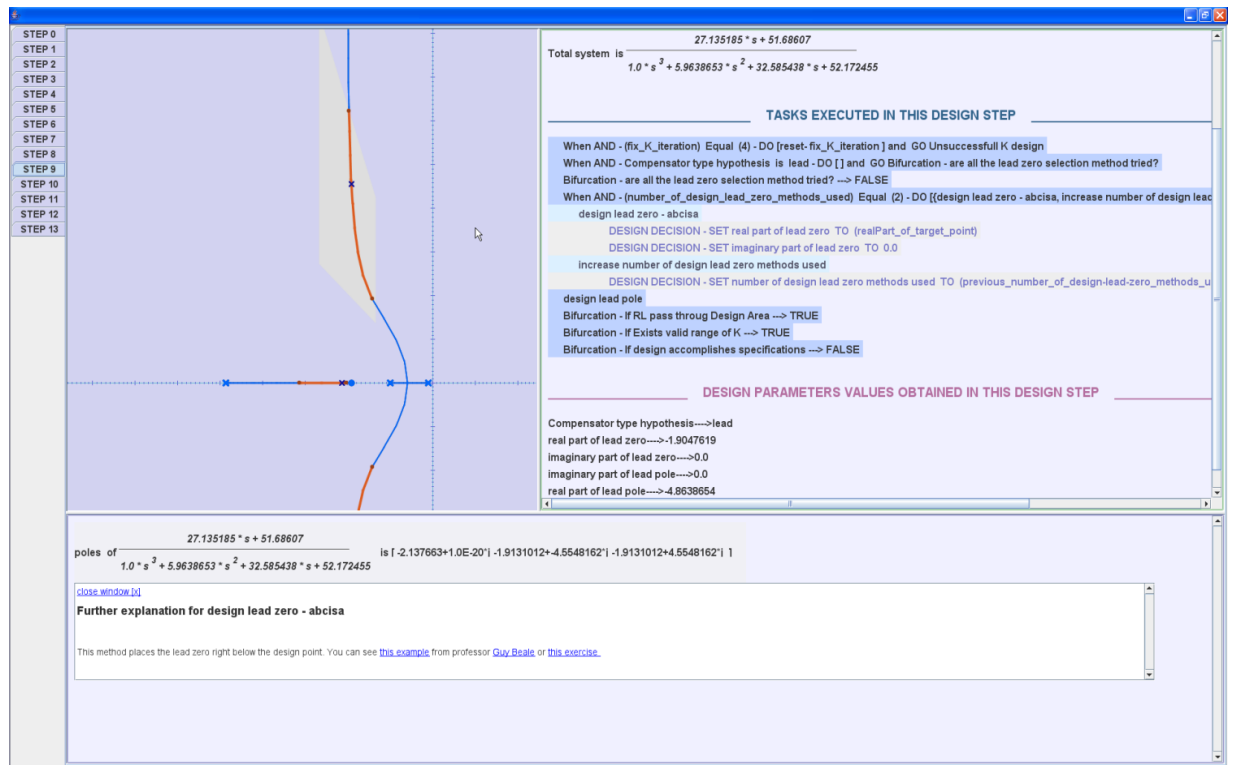 STEP 0
STEP 1
STEP 2
STEP 3
STEP 4
STEP 5
STEP 6
STEP 7
STEP 8
STEP 9
STEP 10
STEP 11
STEP 12
STEP 13
27.135185 * s + 51.68607
Total system is
1.0 * s 3 + 5.9638653 * s 2 + 32.585438 * s + 52.172455
TASKS EXECUTED IN THIS DESIGN STEP
When AND - (fix_K_iteration) Equal (4) - DO [reset- fix_K_iteration ] and GO Unsuccessfull K design
When AND - Compensator type hypothesis is lead - DO [ ] and GO Bifurcation - are all the lead zero selection method tried?
Bifurcation - are all the lead zero selection method tried? ---> FALSE
When AND - (number_of_design_lead_zero_methods_used) Equal (2) - DO [{design lead zero - abcisa, increase number of design lead
design lead zero - abcisa
DESIGN DECISION - SET real part of lead zero TO (realPart_of_target_point)
DESIGN DECISION - SET imaginary part of lead zero TO 0.0
increase number of design lead zero methods used
DESIGN DECISION - SET number of design lead zero methods used TO (previous_number_of_design-lead-zero_methods_u
design lead pole
Bifurcation - If RL pass throug Design Area ---> TRUE
Bifurcation - If Exists valid range of K ---> TRUE
Bifurcation - If design accomplishes specifications ---> FALSE
DESIGN PARAMETERS VALUES OBTAINED IN THIS DESIGN STEP
Compensator type hypothesis---->lead
real part of lead zero---->-1.9047619
imaginary part of lead zero---->0.0
imaginary part of lead pole---->0.0
real part of lead pole---->-4.8638654
27.135185 * s + 51.68607
poles of is [ -2.137663+1.0E-20*j -1.9131012+-4.5548162*j -1.9131012+4.5548162*j ]
1.0 * s 3 + 5.9638653 * s 2 + 32.585438 * s + 52.172455
close window [x]
Further explanation for design lead zero - abcisa
This method places the lead zero right below the design point. You can see this example from professor Guy Beale or this exercise.